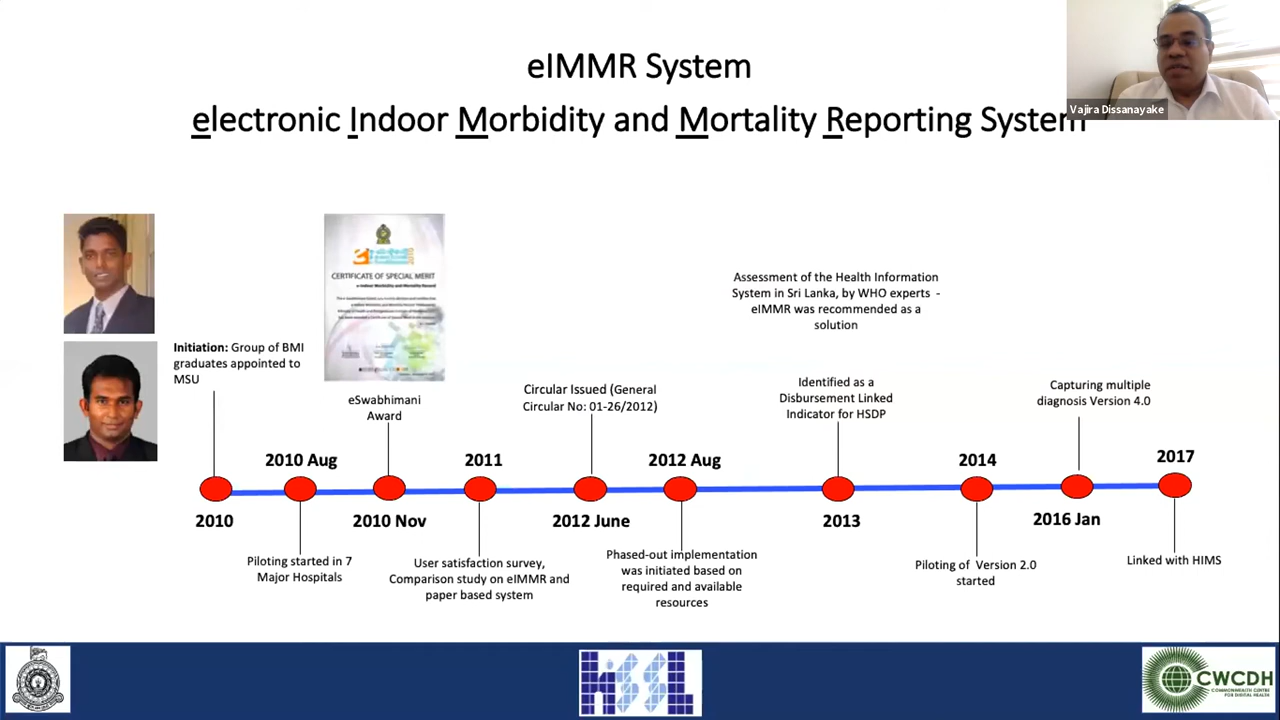 eIMMR System
electronic Indoor Morbidity and Mortality Reporting System
Vajira Dissanayake
CERTIFICATE OF SPECIAL MERIT
Assessment of the Health Information
System in Sri Lanka, by WHO experts -
eIMMR was recommended as a
solution
Initiation: Group of BMI
graduates appointed to
MSU
eSwabhimani
Award
Circular Issued (General
Circular No: 01-26/2012)
Identified as a
Disbursement Linked
Indicator for HSDP
Capturing multiple
diagnosis Version 4.0
2010 Aug
2011
2012 Aug
2014
2017
2010
2010 Nov
2012 June
2013
2016 Jan
Piloting started in 7
Major Hospitals
User satisfaction survey,
Comparison study on eIMMR and
paper based system
Phased-out implementation
was initiated based on
required and available
resources
Piloting of Version 2.0
started
Linked with HIMS
HISSL
CWCDH
COMMONWEALTH CENTRE
FOR DIGITAL HEALTH